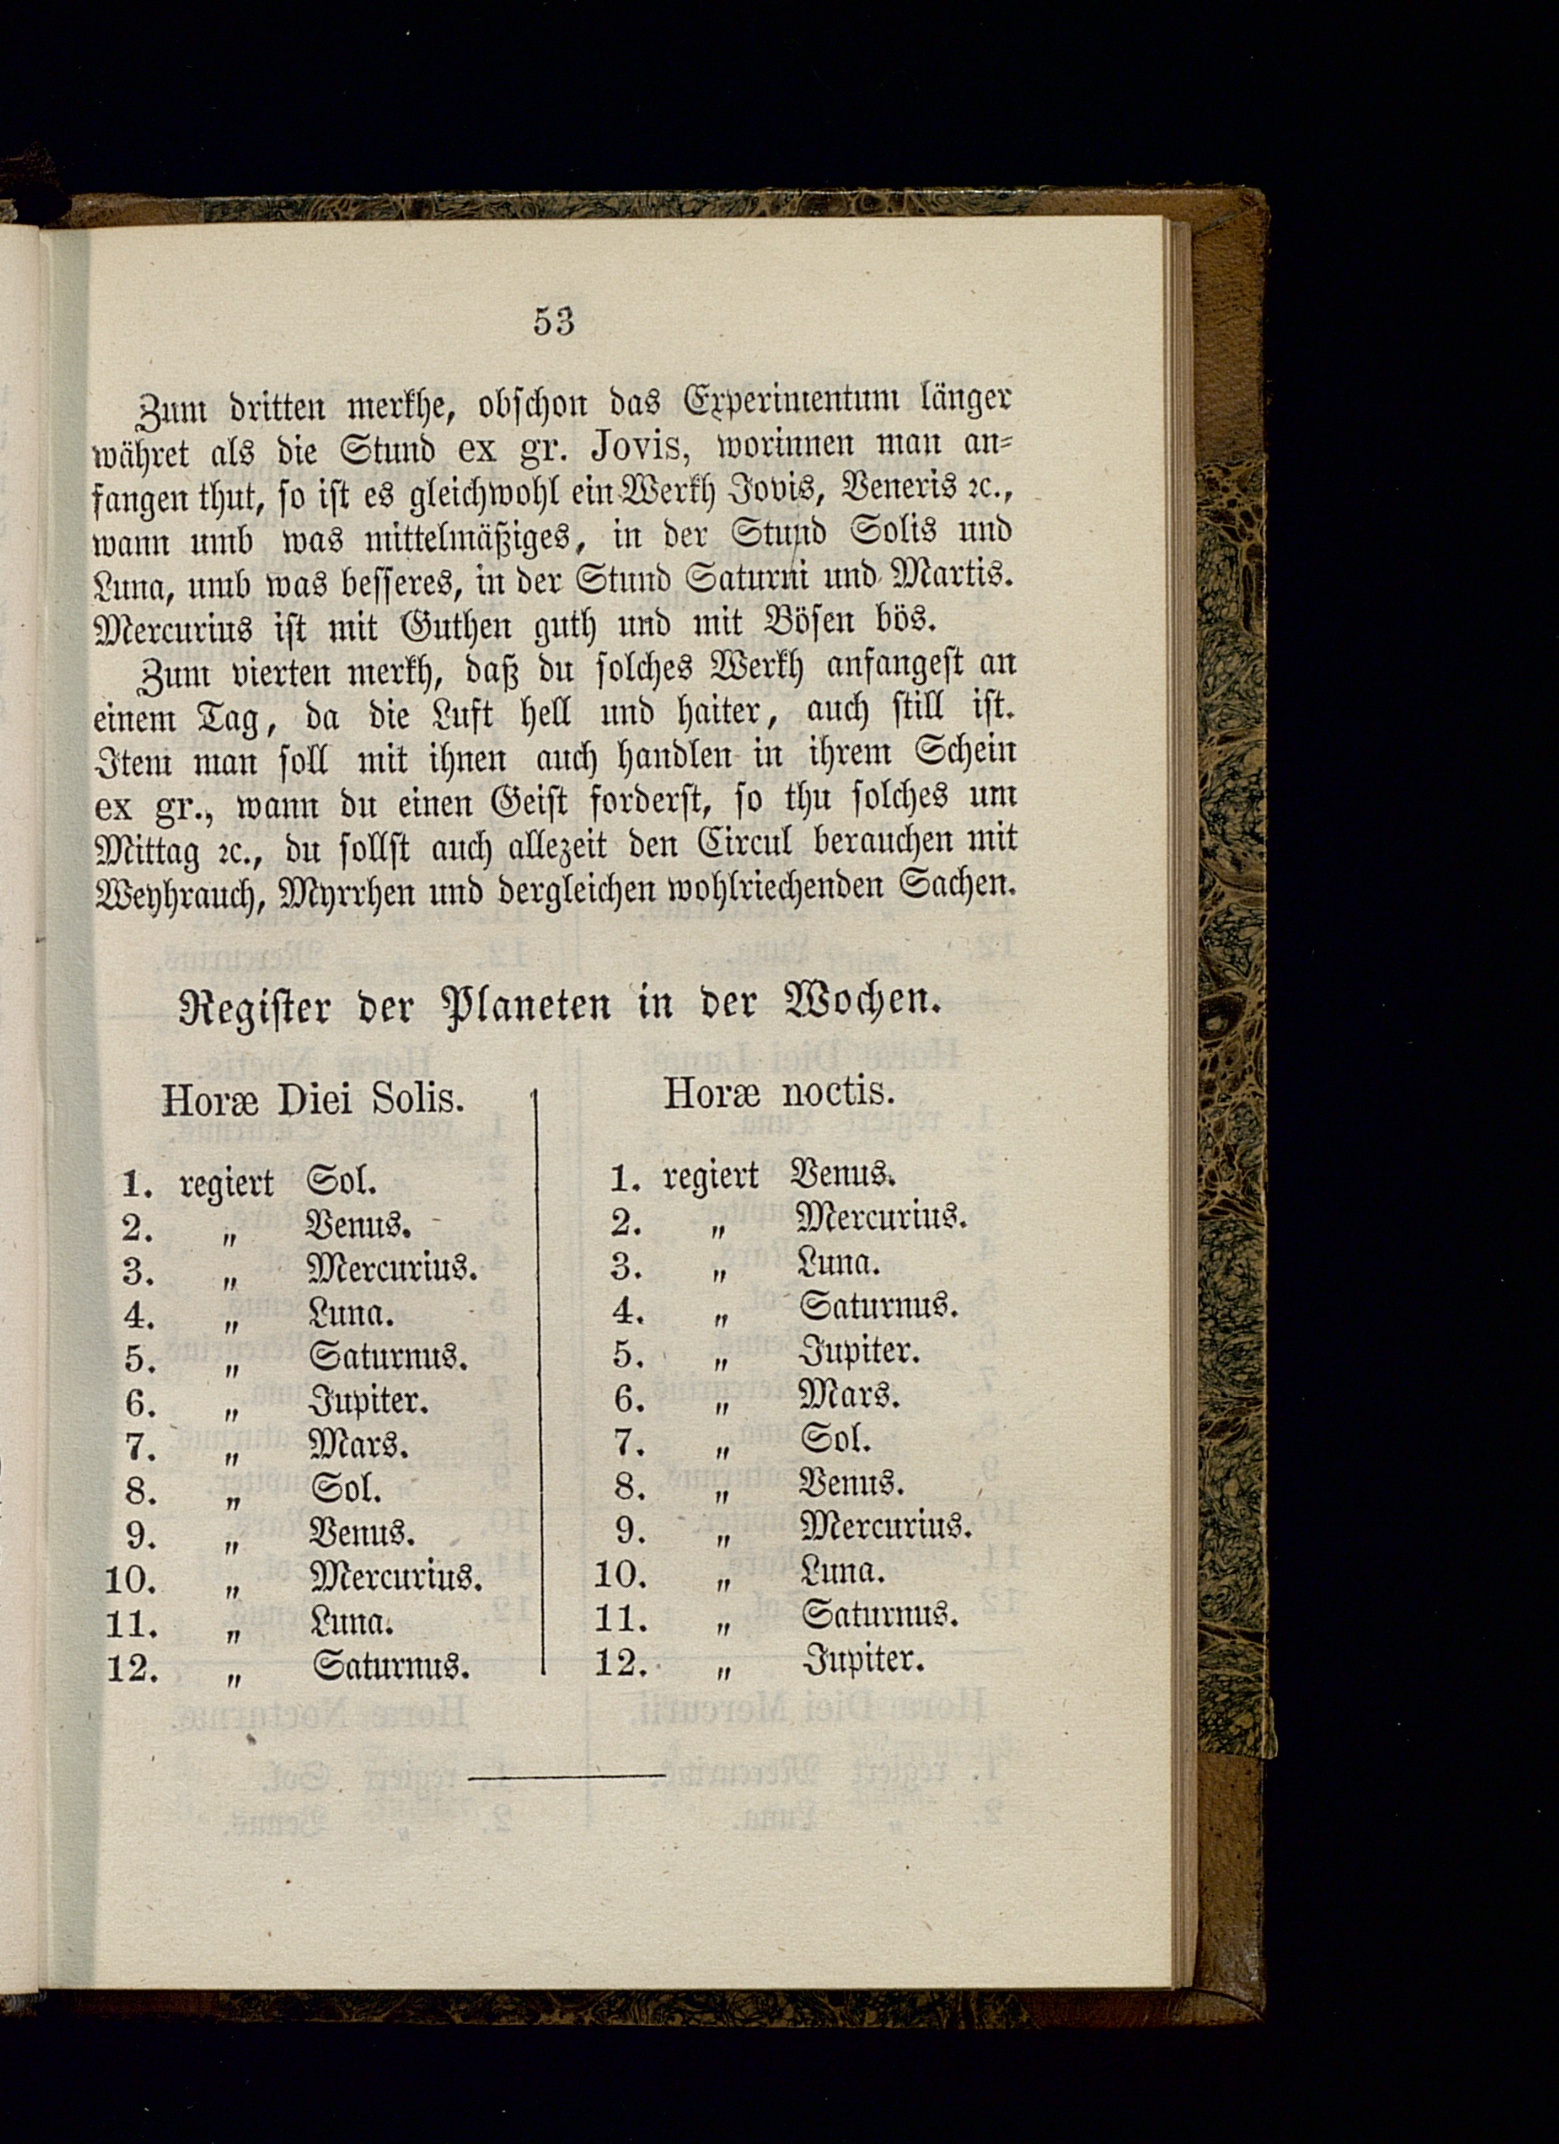 53
Zum dritten merkhe, obschon das Experimentum länger
währet als die Stund ex gr. Jovis, worinnen man an=
fangen thut, so ist es gleichwohl ein Werkh Jovis, Veneris ꝛc.,
wann umb was mittelmäßiges, in der Stund Solis und
Luna, umb was besseres, in der Stund Saturni und Martis.
Mercurius ist mit Guthen guth und mit Bösen bös.
Zum vierten merkh, daß du solches Werkh anfangest an
einem Tag, da die Luft hell und haiter, auch still ist.
Item man soll mit ihnen auch handlen in ihrem Schein
ex gr., wann du einen Geist forderst, so thu solches um
Mittag ꝛc., du sollst auch allezeit den Circul berauchen mit
Weyhrauch, Myrrhen und dergleichen wohlriechenden Sachen.
Register der Planeten in der Wochen.
Horæ Diei Solis.
1. regiert Sol.
2. „ Venus.
3. „ Mercurius.
4. „ Luna.
5. „ Saturnus.
6. „ Jupiter.
7. „ Mars.
8. „ Sol.
9. „ Venus.
10. „ Mercurius.
11. „ Luna.
12. „ Saturnus.
Horæ noctis.
1. regiert Venus.
2. „ Mercurius.
3. „ Luna.
4. „ Saturnus.
5. „ Jupiter.
6. „ Mars.
7. „ Sol.
8. „ Venus.
9. „ Mercurius.
10. „ Luna.
11. „ Saturnus.
12. „ Jupiter.